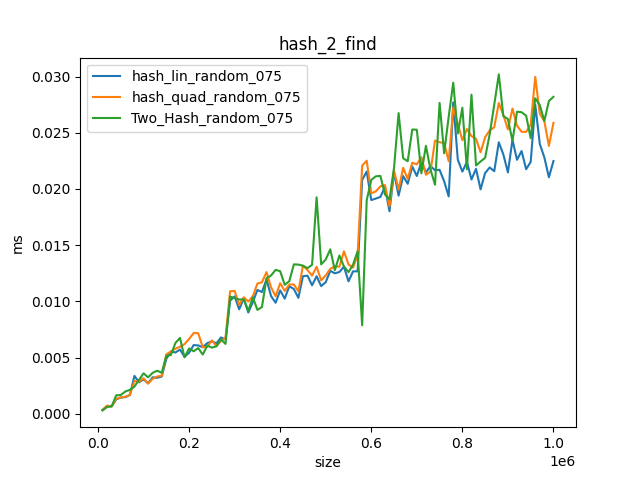 hash_2_find
hash_lin_random_075
hash_quad_random_075
Two_Hash_random_075
ms
0.030
0.025
0.020
0.015
0.010
0.005
0.000
0.0 0.2 0.4 0.6 0.8 1.0
1e6
size